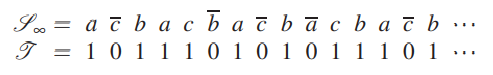 𝒮∞ = a c̅ b a c b̅ a c̅ b a̅ c b a c̅ b ⋯
𝒯 = 1 0 1 1 1 0 1 0 1 0 1 1 1 0 1 ⋯